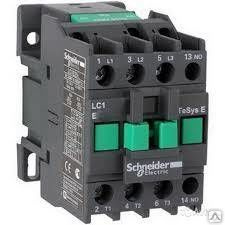 1 L1 3 L2 5 L3 13 NO
LC1
E
TeSys E
Schneider
Electric
2 T1 4 T2 6 T3 14 NO